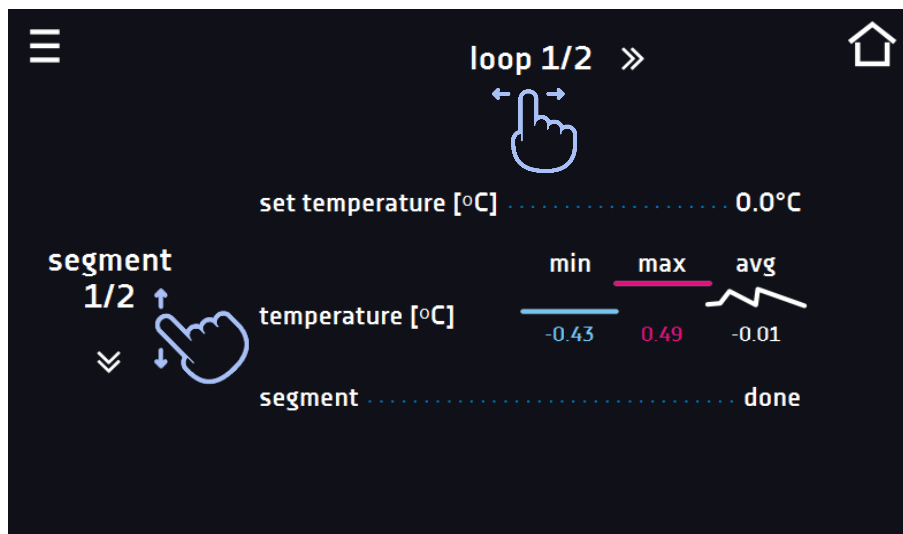 loop 1/2
set temperature [°C] 0.0°C
segment
1/2
min max avg
temperature [°C]
-0.43 0.49 -0.01
segment done